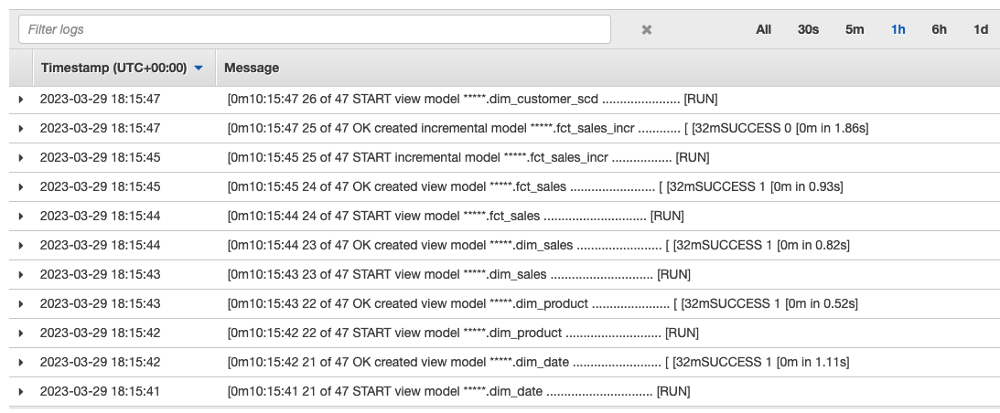 Filter logs ✖ All 30s 5m 1h 6h 1d
Timestamp (UTC+00:00) Message
2023-03-29 18:15:47 [0m10:15:47 26 of 47 START view model *****.dim_customer_scd ...................... [RUN]
2023-03-29 18:15:47 [0m10:15:47 25 of 47 OK created incremental model *****.fct_sales_incr ............ [ [32mSUCCESS 0 [0m in 1.86s]
2023-03-29 18:15:45 [0m10:15:45 25 of 47 START incremental model *****.fct_sales_incr ................. [RUN]
2023-03-29 18:15:45 [0m10:15:45 24 of 47 OK created view model *****.fct_sales ........................ [ [32mSUCCESS 1 [0m in 0.93s]
2023-03-29 18:15:44 [0m10:15:44 24 of 47 START view model *****.fct_sales ............................. [RUN]
2023-03-29 18:15:44 [0m10:15:44 23 of 47 OK created view model *****.dim_sales ........................ [ [32mSUCCESS 1 [0m in 0.82s]
2023-03-29 18:15:43 [0m10:15:43 23 of 47 START view model *****.dim_sales ............................. [RUN]
2023-03-29 18:15:43 [0m10:15:43 22 of 47 OK created view model *****.dim_product ...................... [ [32mSUCCESS 1 [0m in 0.52s]
2023-03-29 18:15:42 [0m10:15:42 22 of 47 START view model *****.dim_product ........................... [RUN]
2023-03-29 18:15:42 [0m10:15:42 21 of 47 OK created view model *****.dim_date ......................... [ [32mSUCCESS 1 [0m in 1.11s]
2023-03-29 18:15:41 [0m10:15:41 21 of 47 START view model *****.dim_date .............................. [RUN]